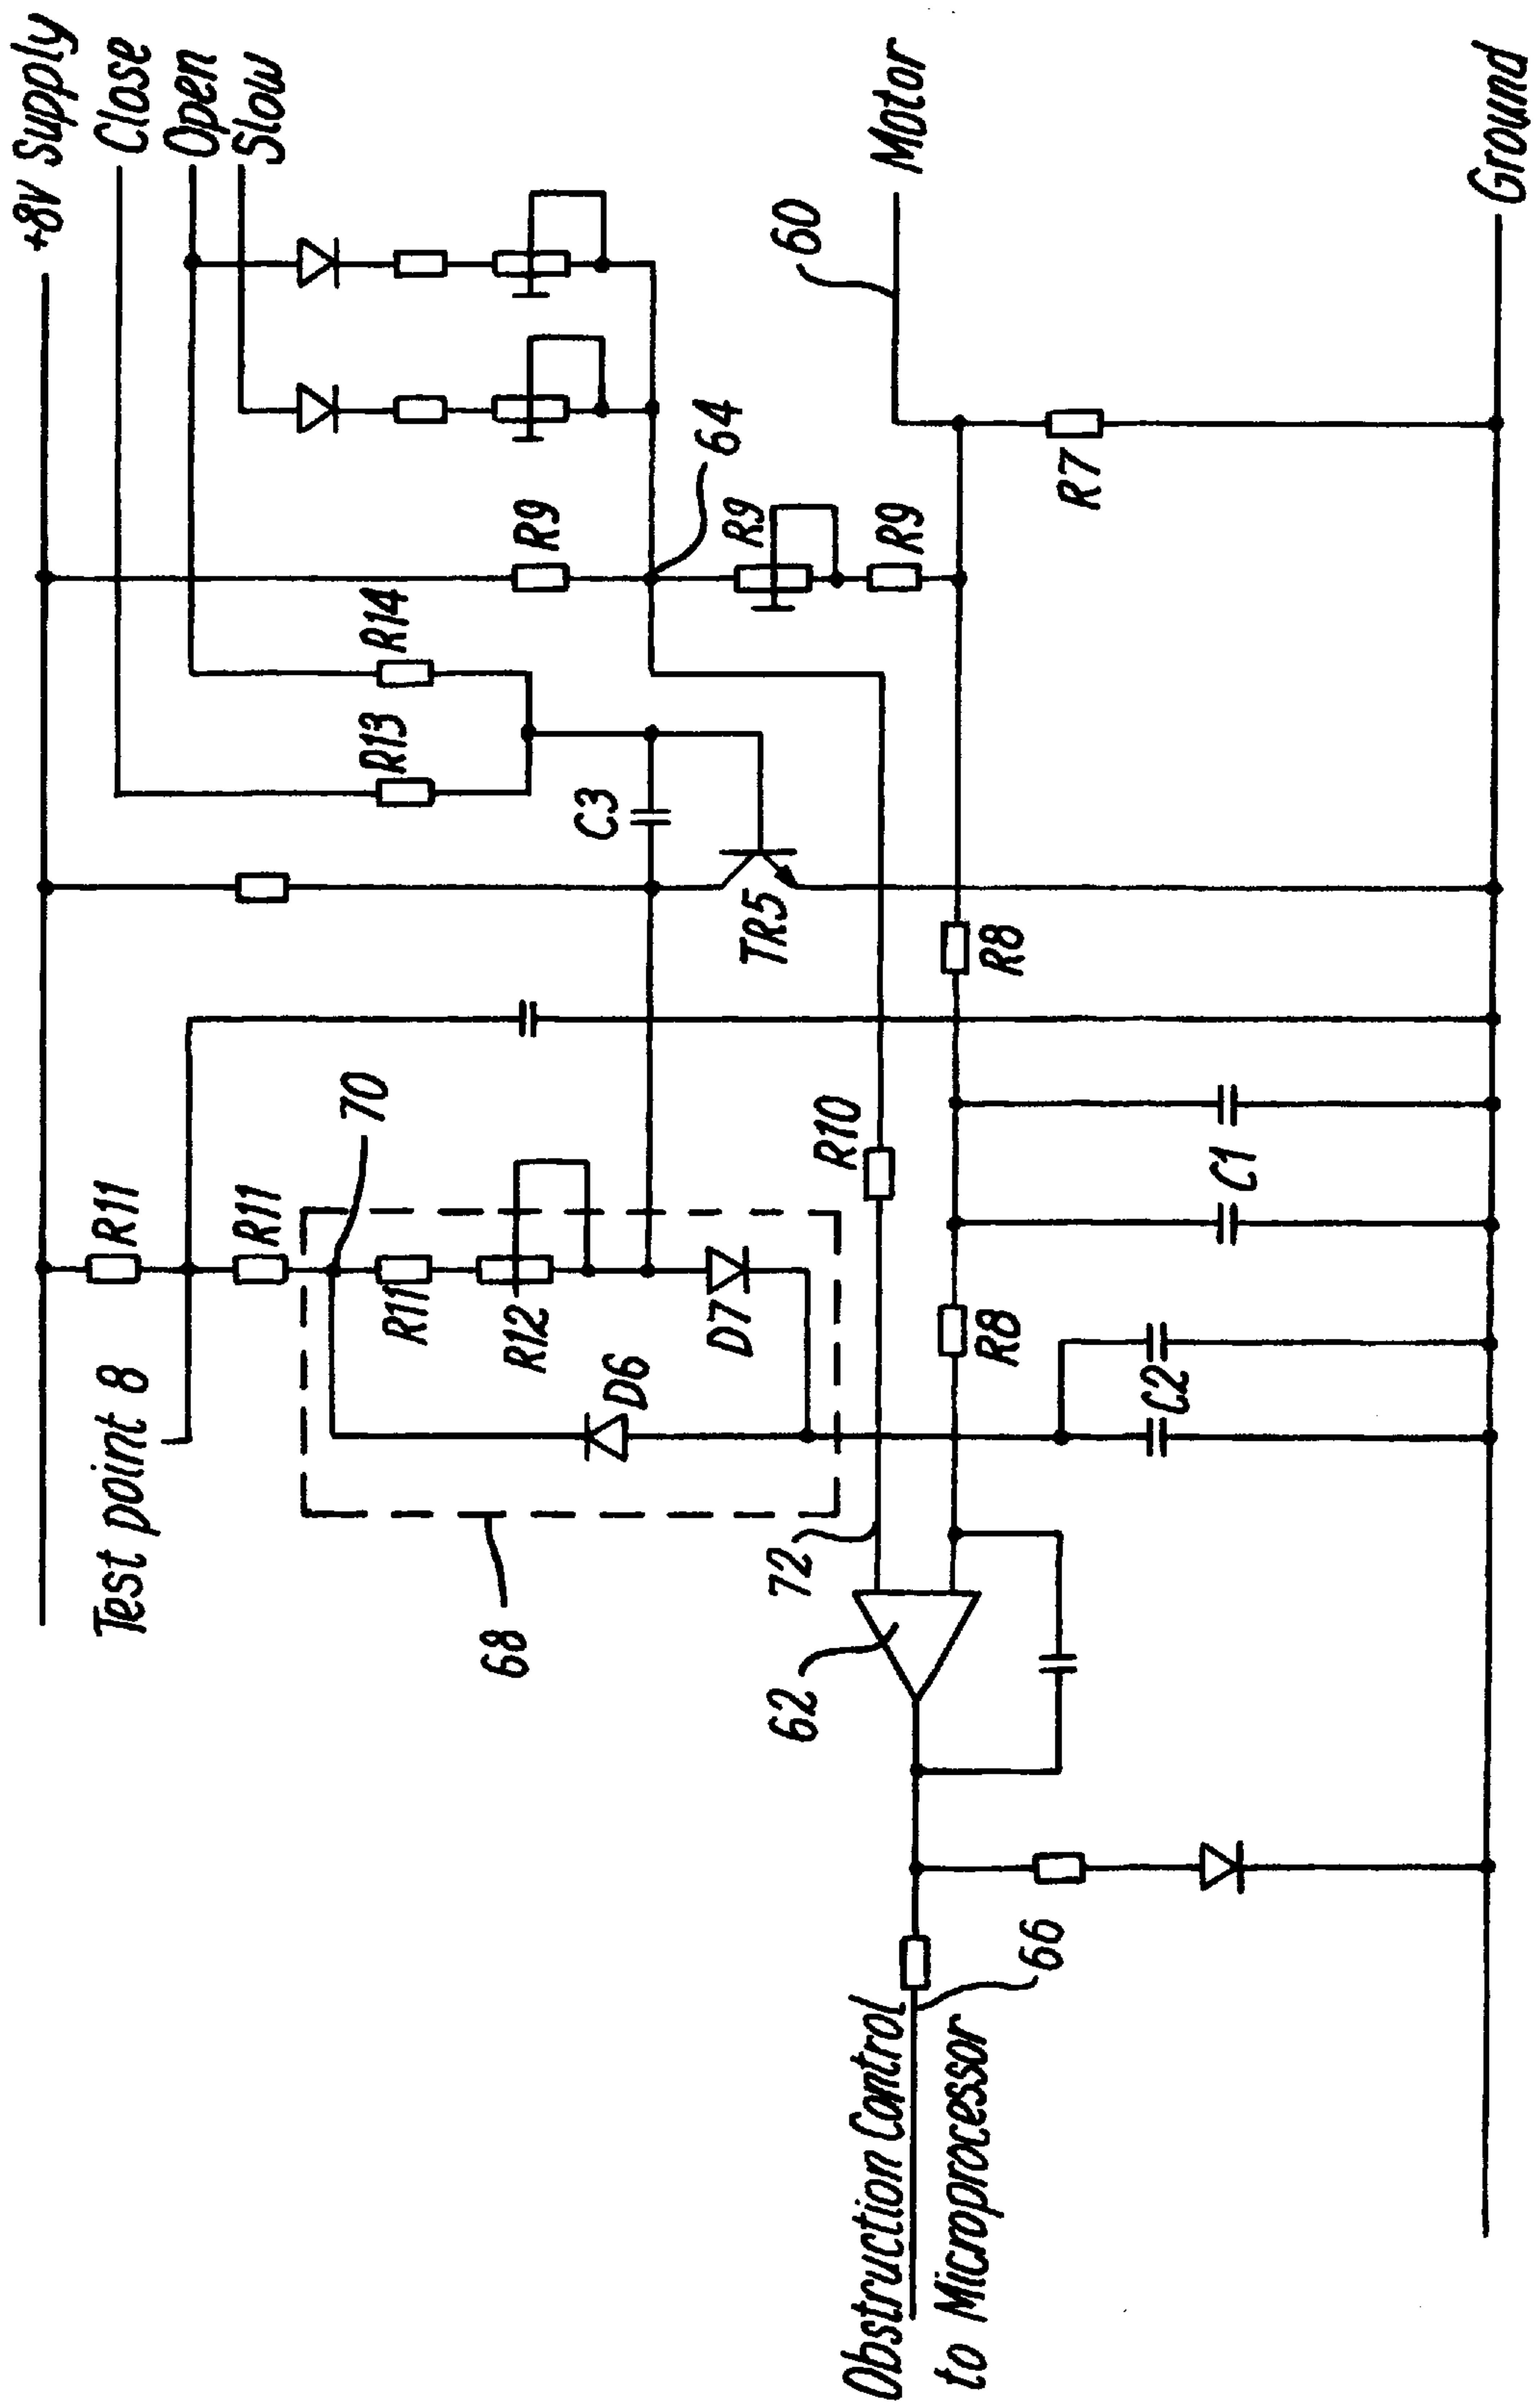 +8V Supply
Close
Open
Slow
Motor
Ground
60
64
R7
R9
R9
R9
R14
R13
C3
TR5
R8
70
R10
C1
R11
R11
R11
R12
D7
D6
R8
C2
Test point 8
72
68
62
66
Obstruction Control
to Microprocessor